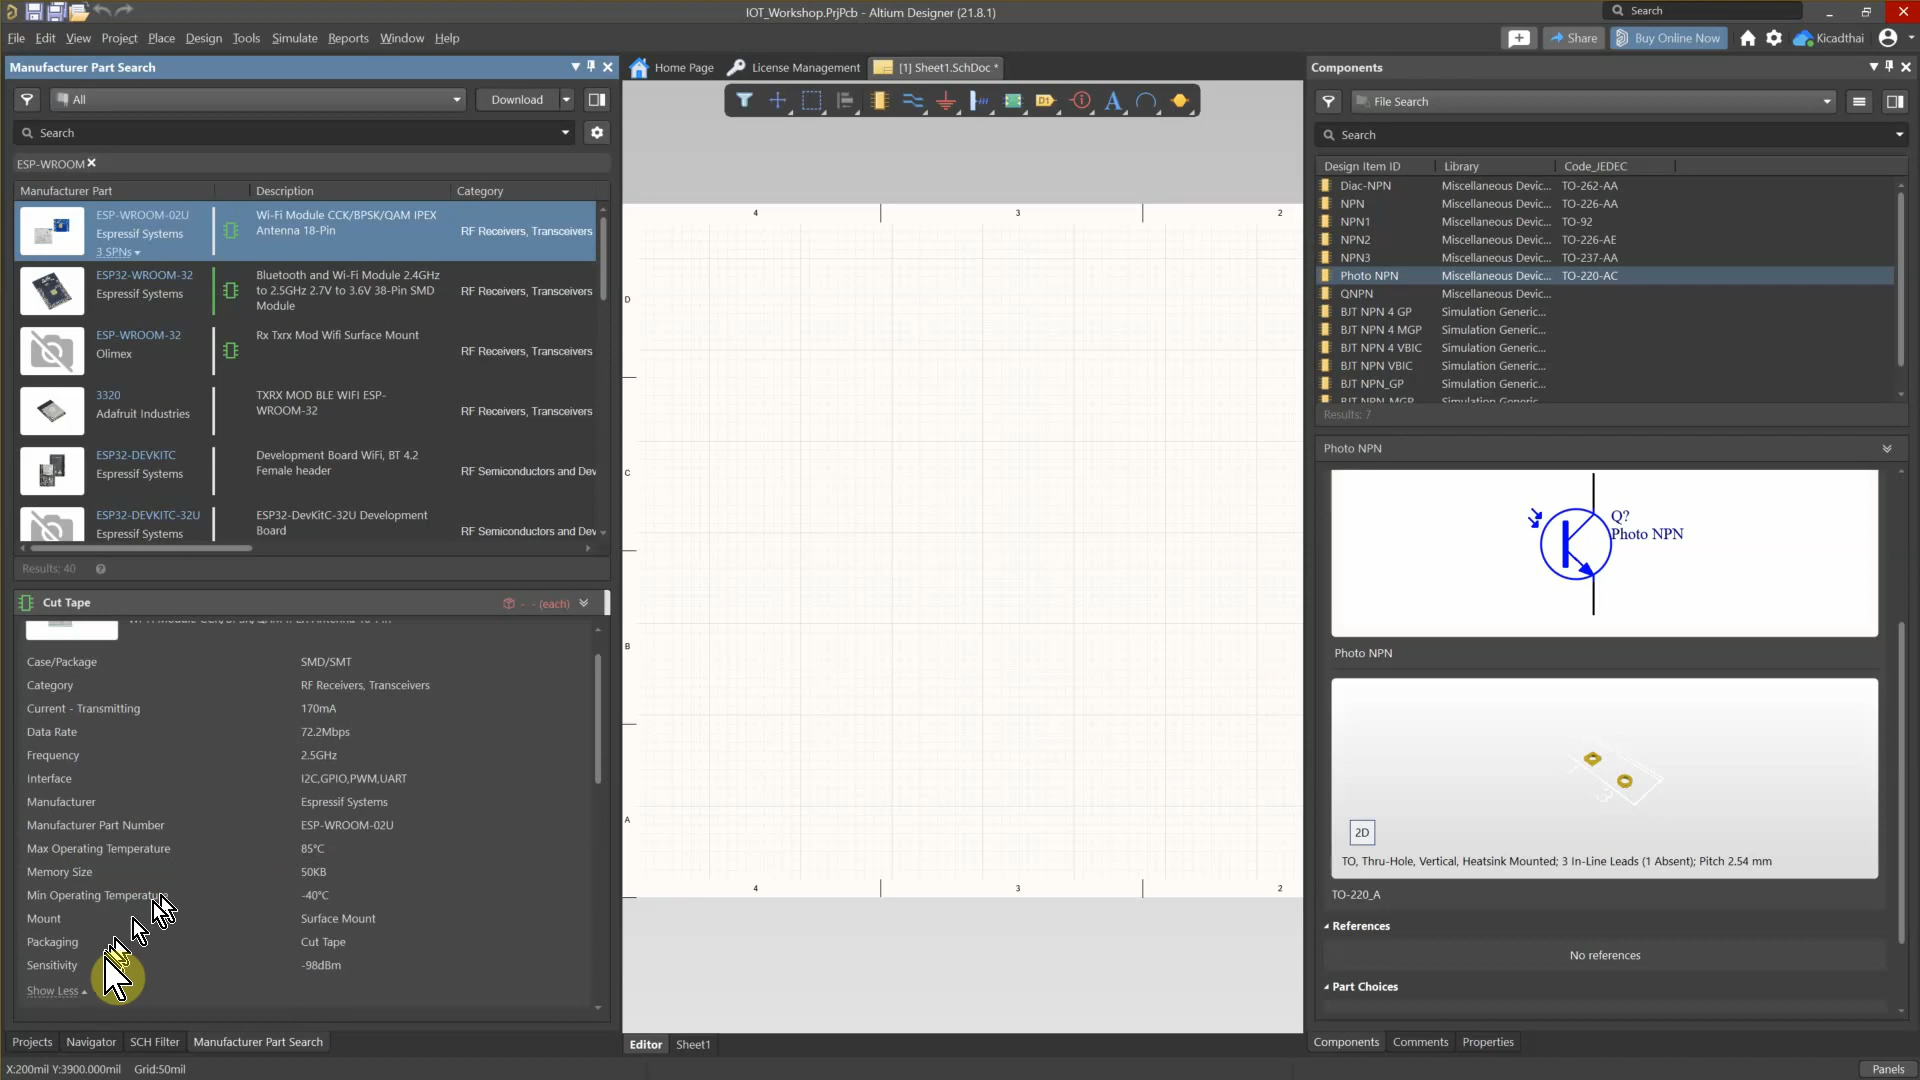 IOT_Workshop.PrjPcb - Altium Designer (21.8.1)
Search
File Edit View Project Place Design Tools Simulate Reports Window Help
Share
Buy Online Now
Kicadthai
Manufacturer Part Search
All
Download
Search
ESP-WROOM
Manufacturer Part Description Category
ESP-WROOM-02U
Espressif Systems
3 SPNs
Wi-Fi Module CCK/BPSK/QAM IPEX
Antenna 18-Pin
RF Receivers, Transceivers
ESP32-WROOM-32
Espressif Systems
Bluetooth and Wi-Fi Module 2.4GHz
to 2.5GHz 2.7V to 3.6V 38-Pin SMD
Module
RF Receivers, Transceivers
ESP-WROOM-32
Olimex
Rx Txrx Mod Wifi Surface Mount
RF Receivers, Transceivers
3320
Adafruit Industries
TXRX MOD BLE WIFI ESP-
WROOM-32
RF Receivers, Transceivers
ESP32-DEVKITC
Espressif Systems
Development Board WiFi, BT 4.2
Female header
RF Semiconductors and Dev
ESP32-DEVKITC-32U
Espressif Systems
ESP32-DevKitC-32U Development
Board
RF Semiconductors and Dev
Results: 40
Cut Tape
- - (each)
Case/Package SMD/SMT
Category RF Receivers, Transceivers
Current - Transmitting 170mA
Data Rate 72.2Mbps
Frequency 2.5GHz
Interface I2C,GPIO,PWM,UART
Manufacturer Espressif Systems
Manufacturer Part Number ESP-WROOM-02U
Max Operating Temperature 85°C
Memory Size 50KB
Min Operating Temperature -40°C
Mount Surface Mount
Packaging Cut Tape
Sensitivity -98dBm
Show Less
Projects Navigator SCH Filter Manufacturer Part Search
X:200mil Y:3900.000mil Grid:50mil
Home Page
License Management
[1] Sheet1.SchDoc *
D1
A
4 3 2
D
C
B
A
4 3 2
Editor Sheet1
Components
File Search
Search
Design Item ID Library Code_JEDEC
Diac-NPN Miscellaneous Devic... TO-262-AA
NPN Miscellaneous Devic... TO-226-AA
NPN1 Miscellaneous Devic... TO-92
NPN2 Miscellaneous Devic... TO-226-AE
NPN3 Miscellaneous Devic... TO-237-AA
Photo NPN Miscellaneous Devic... TO-220-AC
QNPN Miscellaneous Devic...
BJT NPN 4 GP Simulation Generic...
BJT NPN 4 MGP Simulation Generic...
BJT NPN 4 VBIC Simulation Generic...
BJT NPN VBIC Simulation Generic...
BJT NPN_GP Simulation Generic...
BJT NPN_MGP Simulation Generic...
Results: 7
Photo NPN
Q?
Photo NPN
Photo NPN
2D
TO, Thru-Hole, Vertical, Heatsink Mounted; 3 In-Line Leads (1 Absent); Pitch 2.54 mm
TO-220_A
References
No references
Part Choices
Components Comments Properties
Panels